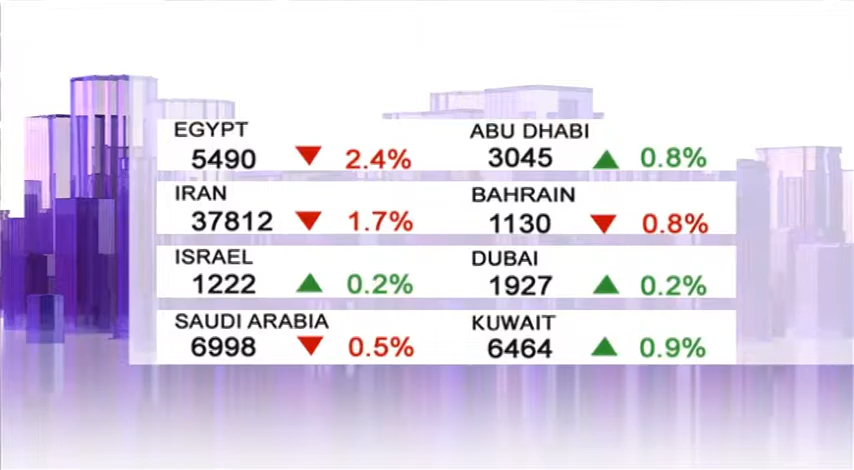 EGYPT
5490 ▼ 2.4%
ABU DHABI
3045 ▲ 0.8%
IRAN
37812 ▼ 1.7%
BAHRAIN
1130 ▼ 0.8%
ISRAEL
1222 ▲ 0.2%
DUBAI
1927 ▲ 0.2%
SAUDI ARABIA
6998 ▼ 0.5%
KUWAIT
6464 ▲ 0.9%